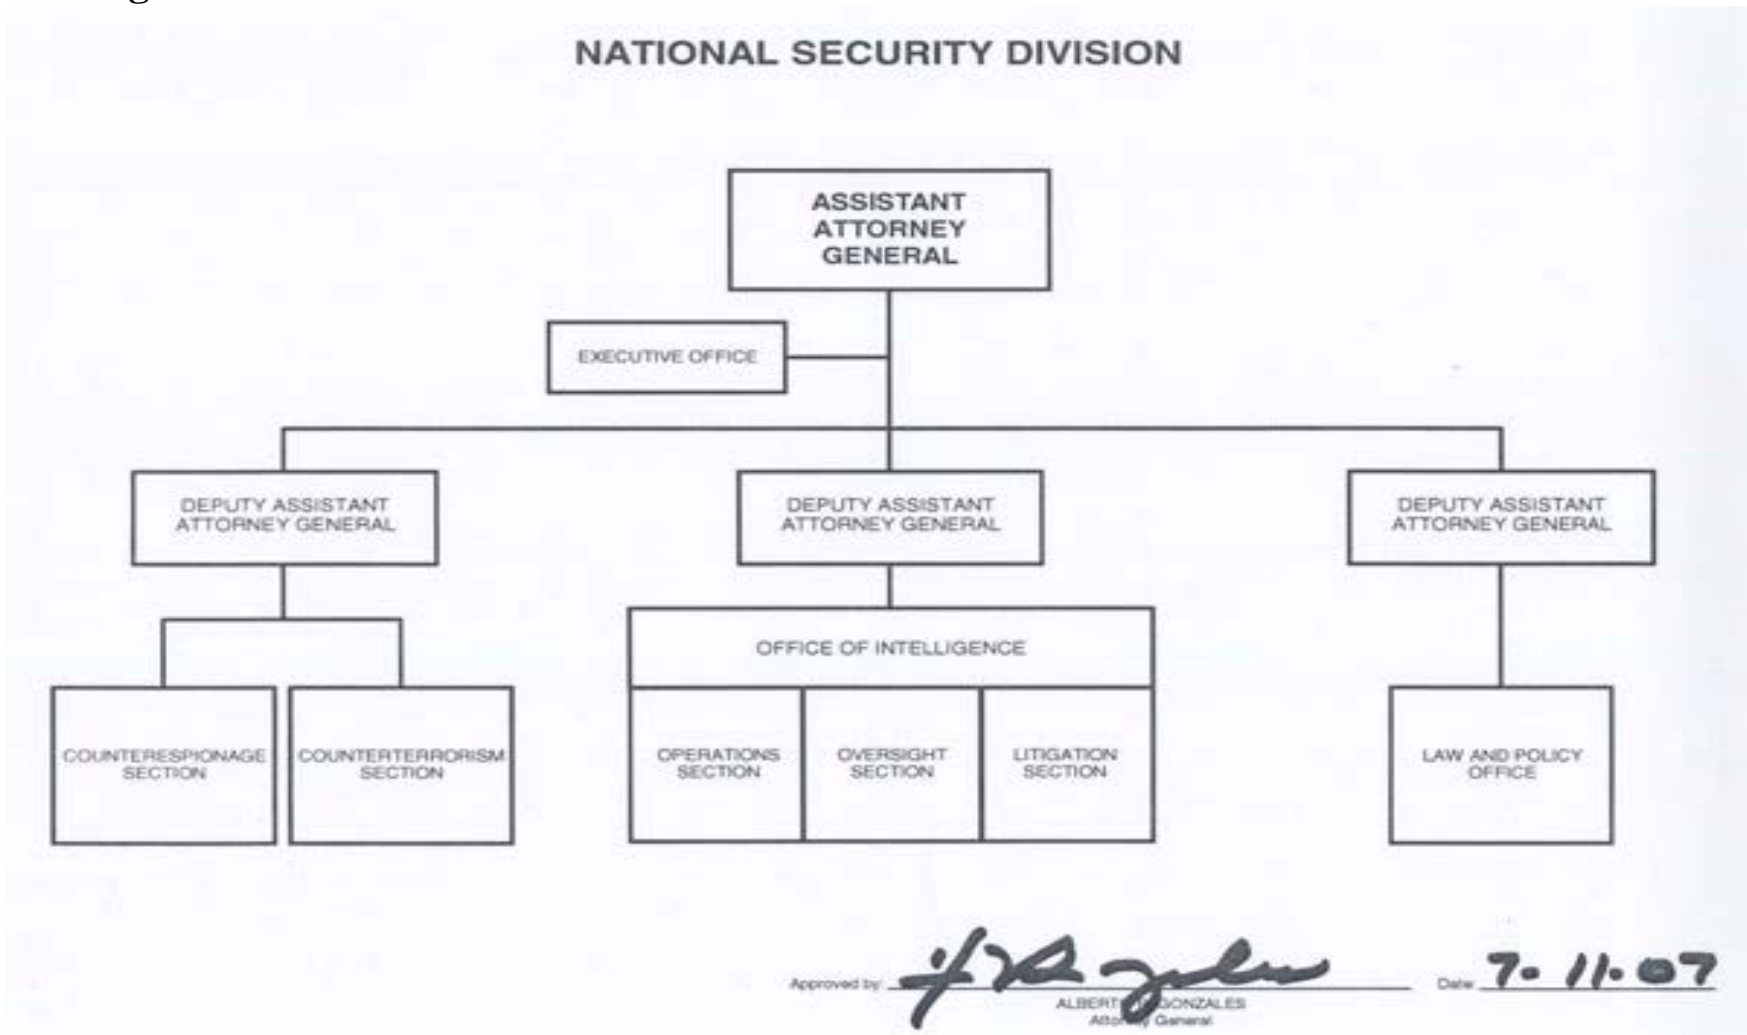 NATIONAL SECURITY DIVISION
ASSISTANT
ATTORNEY
GENERAL
EXECUTIVE OFFICE
DEPUTY ASSISTANT
ATTORNEY GENERAL
DEPUTY ASSISTANT
ATTORNEY GENERAL
DEPUTY ASSISTANT
ATTORNEY GENERAL
OFFICE OF INTELLIGENCE
COUNTERESPIONAGE
SECTION
COUNTERTERRORISM
SECTION
OPERATIONS
SECTION
OVERSIGHT
SECTION
LITIGATION
SECTION
LAW AND POLICY
OFFICE
Approved by:
Date: 7-11-07
GONZALES
Attorney General